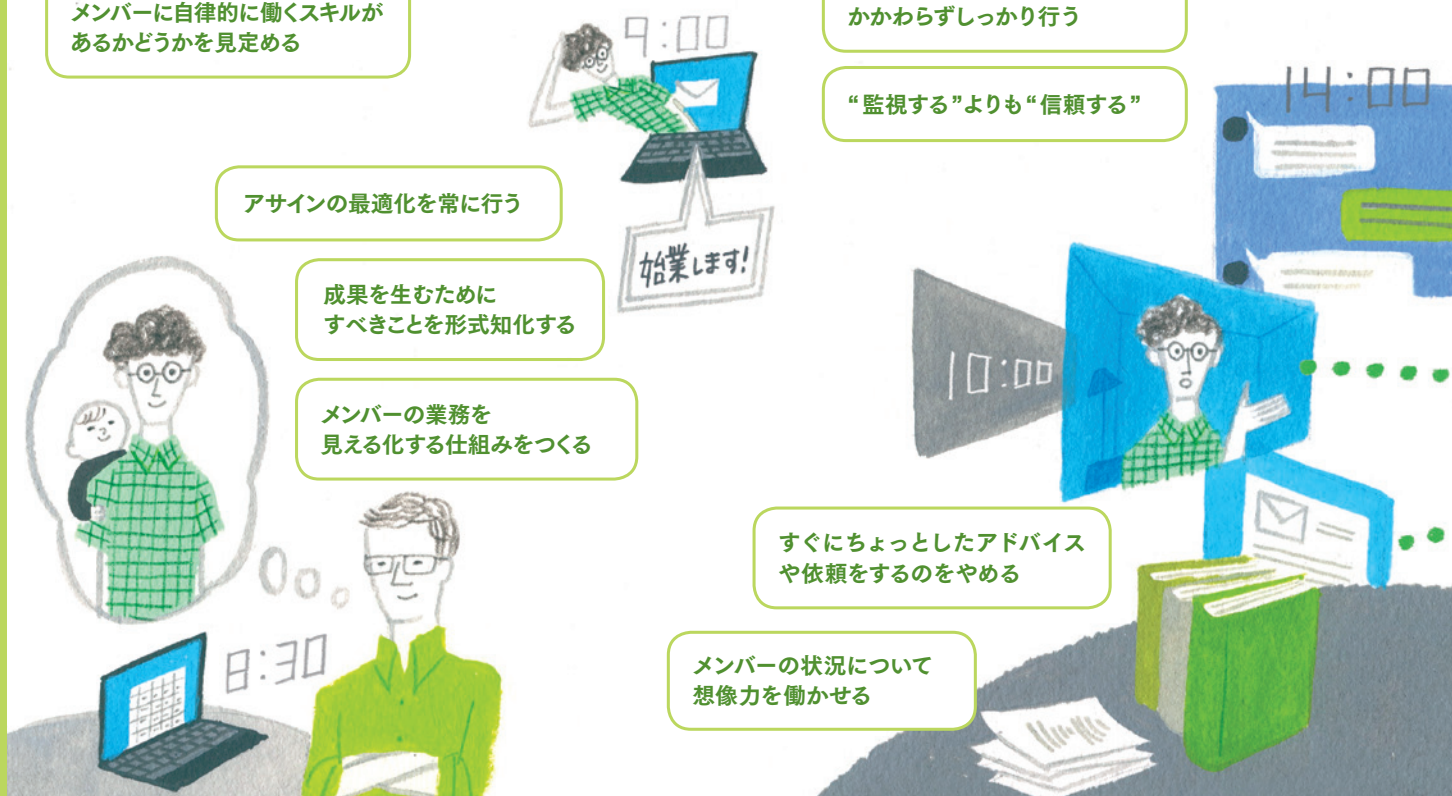 メンバーに自律的に働くスキルが
あるかどうかを見定める
9:00
かかわらずしっかり行う
“監視する”よりも“信頼する”
14:00
アサインの最適化を常に行う
始業します!
成果を生むために
すべきことを形式知化する
10:00
メンバーの業務を
見える化する仕組みをつくる
すぐにちょっとしたアドバイス
や依頼をするのをやめる
8:30
メンバーの状況について
想像力を働かせる